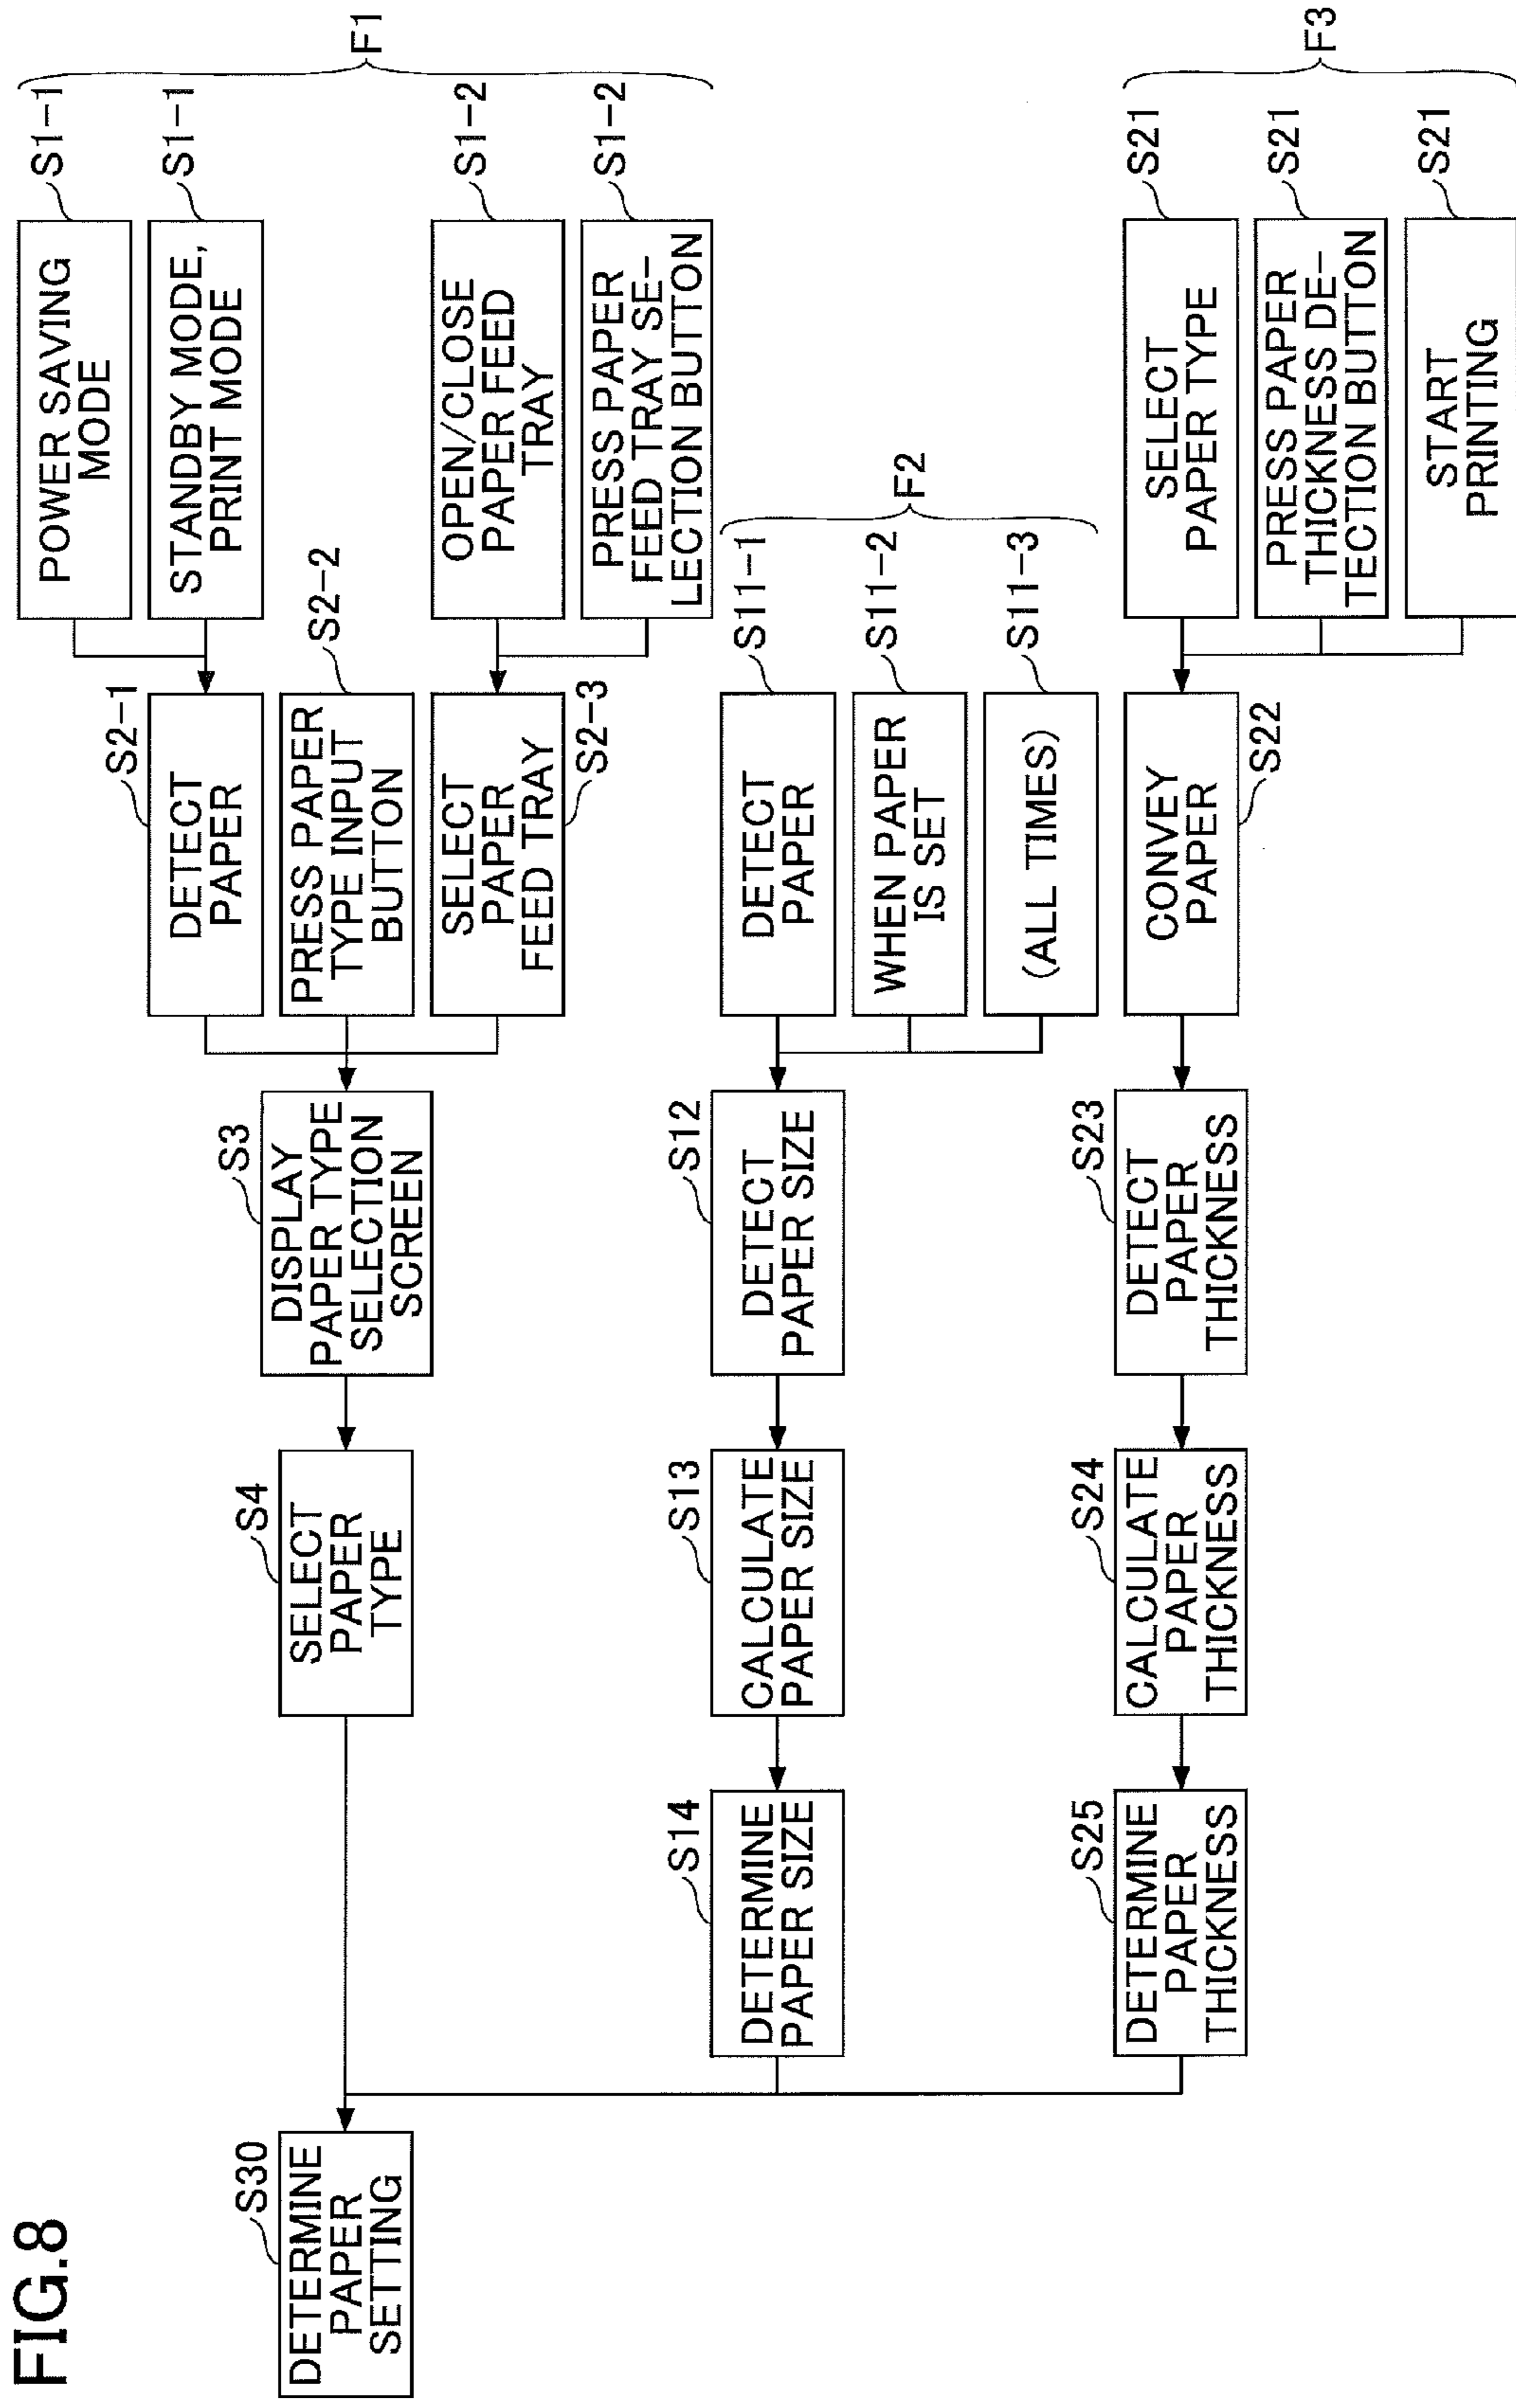 FIG.8
F1
S1-1
POWER SAVING
MODE
S1-1
STANDBY MODE,
PRINT MODE
S1-2
OPEN/CLOSE
PAPER FEED
TRAY
S1-2
PRESS PAPER
FEED TRAY SE-
LECTION BUTTON
S2-1
DETECT
PAPER
S2-2
PRESS PAPER
TYPE INPUT
BUTTON
S2-3
SELECT
PAPER
FEED TRAY
S3
DISPLAY
PAPER TYPE
SELECTION
SCREEN
S4
SELECT
PAPER
TYPE
F2
S11-1
DETECT
PAPER
S11-2
WHEN PAPER
IS SET
S11-3
(ALL TIMES)
S12
DETECT
PAPER SIZE
S13
CALCULATE
PAPER SIZE
S14
DETERMINE
PAPER SIZE
F3
S21
SELECT
PAPER TYPE
S21
PRESS PAPER
THICKNESS DE-
TECTION BUTTON
S21
START
PRINTING
S22
CONVEY
PAPER
S23
DETECT
PAPER
THICKNESS
S24
CALCULATE
PAPER
THICKNESS
S25
DETERMINE
PAPER
THICKNESS
S30
DETERMINE
PAPER
SETTING